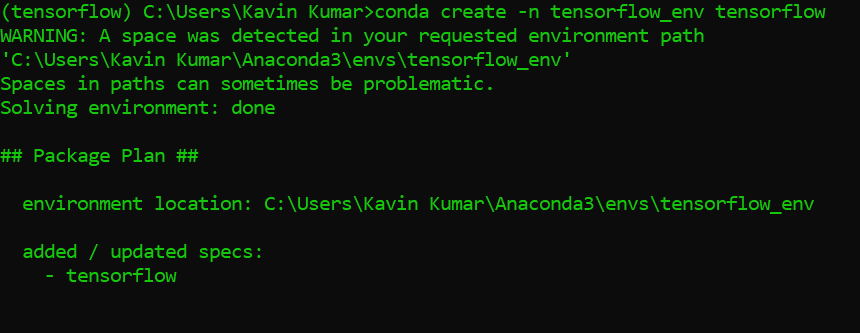 (tensorflow) C:\Users\Kavin Kumar>conda create -n tensorflow_env tensorflow
WARNING: A space was detected in your requested environment path
'C:\Users\Kavin Kumar\Anaconda3\envs\tensorflow_env'
Spaces in paths can sometimes be problematic.
Solving environment: done
## Package Plan ##
environment location: C:\Users\Kavin Kumar\Anaconda3\envs\tensorflow_env
added / updated specs:
- tensorflow